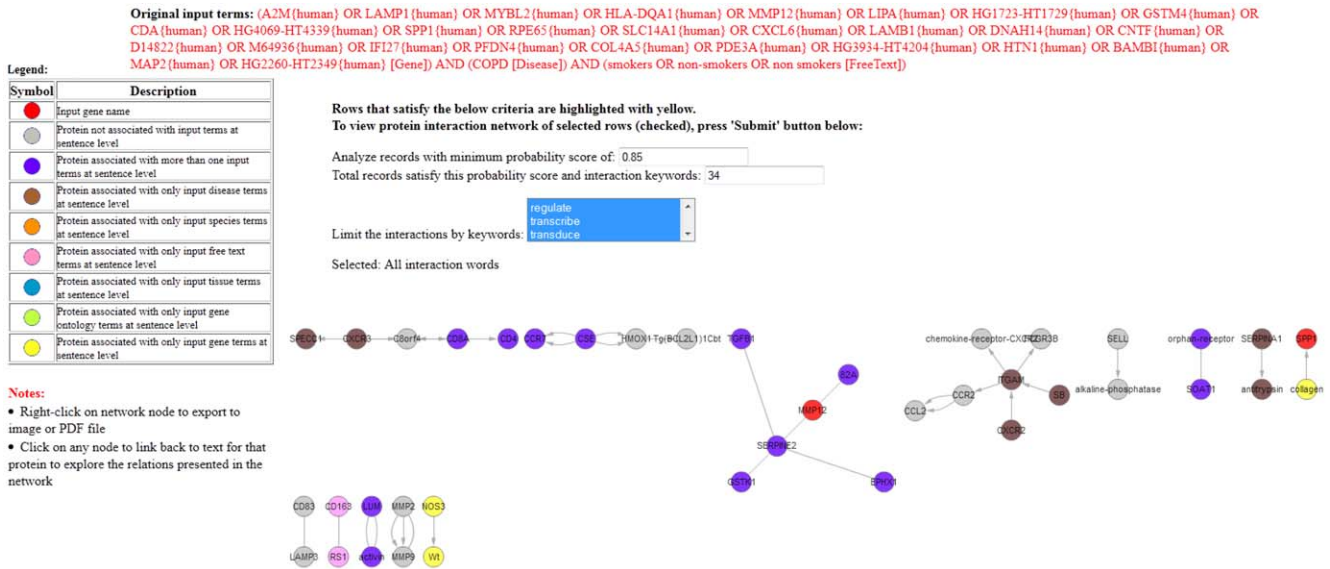 Original input terms: (A2M{human} OR LAMP1{human} OR MYBL2{human} OR HLA-DQA1{human} OR MMP12{human} OR LIPA{human} OR HG1723-HT1729{human} OR GSTM4{human} OR
CDA{human} OR HG4069-HT4339{human} OR SPP1{human} OR RPE65{human} OR SLC14A1{human} OR CXCL6{human} OR LAMB1{human} OR DNAH14{human} OR CNTF{human} OR
D14822{human} OR M64936{human} OR IFI27{human} OR PFDN4{human} OR COL4A5{human} OR PDE3A{human} OR HG3934-HT4204{human} OR HTN1{human} OR BAMBI{human} OR
MAP2{human} OR HG2260-HT2349{human} [Gene]) AND (COPD [Disease]) AND (smokers OR non-smokers OR non smokers [FreeText])
Legend:
Symbol Description
Input gene name
Protein not associated with input terms at
sentence level
Protein associated with more than one input
terms at sentence level
Protein associated with only input disease terms
at sentence level
Protein associated with only input species terms
at sentence level
Protein associated with only input free text
terms at sentence level
Protein associated with only input tissue terms
at sentence level
Protein associated with only input gene
ontology terms at sentence level
Protein associated with only input gene terms at
sentence level
Notes:
• Right-click on network node to export to
image or PDF file
• Click on any node to link back to text for that
protein to explore the relations presented in the
network
Rows that satisfy the below criteria are highlighted with yellow.
To view protein interaction network of selected rows (checked), press 'Submit' button below:
Analyze records with minimum probability score of: 0.85
Total records satisfy this probability score and interaction keywords: 34
regulate
transcribe
transduce
Limit the interactions by keywords:
Selected: All interaction words
SPECC1 CXCR3 C8orf4 CD8A CD4 CCR7 CSE HMOX1-Tg(BCL2L1)1Cbt TGFB1
MMP12
SERPINE2
GSTK1 EPHX1
chemokine-receptor-CXCR2 FCGR3B
ITGAM
CCR2 SB
CCL2
CXCR2
SELL
alkaline-phosphatase
orphan-receptor
SOAT1
SERPINA1
antitrypsin
SPP1
collagen
CD83 CD163 LUM MMP2 NOS3
LAMP3 RS1 activin MMP9 Wt